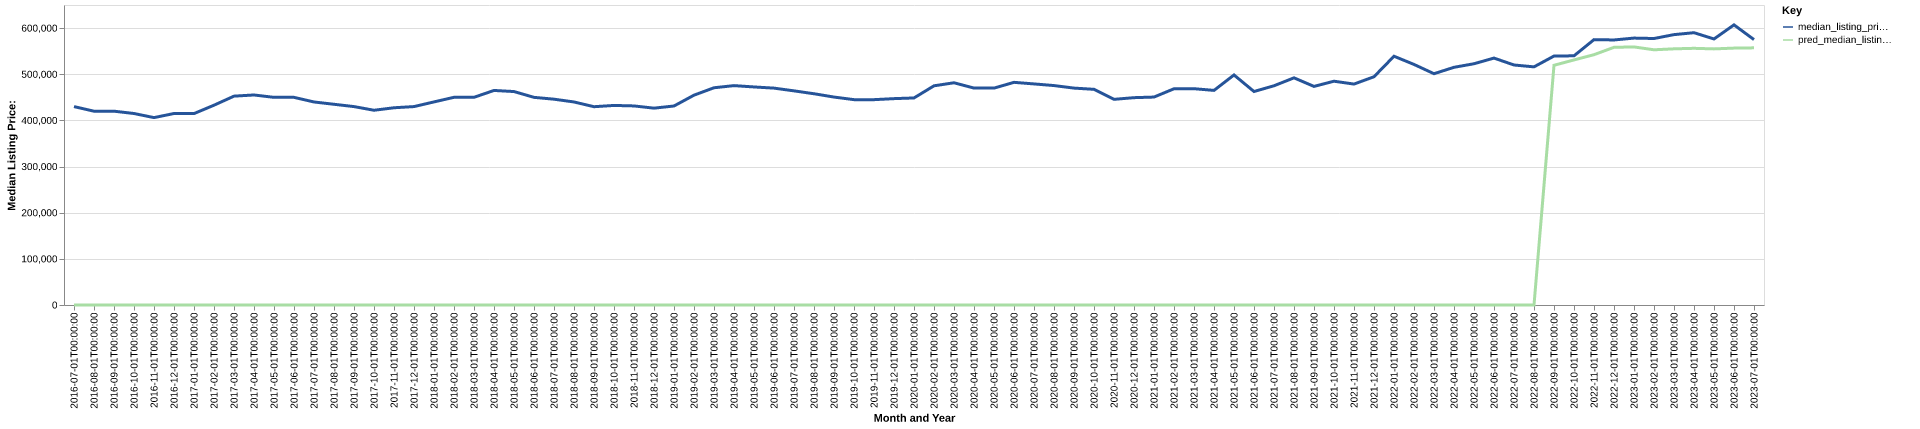 Key
median_listing_pri…
pred_median_listin…
Median Listing Price:
600,000
500,000
400,000
300,000
200,000
100,000
0
2016-07-01T00:00:00
2016-08-01T00:00:00
2016-09-01T00:00:00
2016-10-01T00:00:00
2016-11-01T00:00:00
2016-12-01T00:00:00
2017-01-01T00:00:00
2017-02-01T00:00:00
2017-03-01T00:00:00
2017-04-01T00:00:00
2017-05-01T00:00:00
2017-06-01T00:00:00
2017-07-01T00:00:00
2017-08-01T00:00:00
2017-09-01T00:00:00
2017-10-01T00:00:00
2017-11-01T00:00:00
2017-12-01T00:00:00
2018-01-01T00:00:00
2018-02-01T00:00:00
2018-03-01T00:00:00
2018-04-01T00:00:00
2018-05-01T00:00:00
2018-06-01T00:00:00
2018-07-01T00:00:00
2018-08-01T00:00:00
2018-09-01T00:00:00
2018-10-01T00:00:00
2018-11-01T00:00:00
2018-12-01T00:00:00
2019-01-01T00:00:00
2019-02-01T00:00:00
2019-03-01T00:00:00
2019-04-01T00:00:00
2019-05-01T00:00:00
2019-06-01T00:00:00
2019-07-01T00:00:00
2019-08-01T00:00:00
2019-09-01T00:00:00
2019-10-01T00:00:00
2019-11-01T00:00:00
2019-12-01T00:00:00
2020-01-01T00:00:00
2020-02-01T00:00:00
2020-03-01T00:00:00
2020-04-01T00:00:00
2020-05-01T00:00:00
2020-06-01T00:00:00
2020-07-01T00:00:00
2020-08-01T00:00:00
2020-09-01T00:00:00
2020-10-01T00:00:00
2020-11-01T00:00:00
2020-12-01T00:00:00
2021-01-01T00:00:00
2021-02-01T00:00:00
2021-03-01T00:00:00
2021-04-01T00:00:00
2021-05-01T00:00:00
2021-06-01T00:00:00
2021-07-01T00:00:00
2021-08-01T00:00:00
2021-09-01T00:00:00
2021-10-01T00:00:00
2021-11-01T00:00:00
2021-12-01T00:00:00
2022-01-01T00:00:00
2022-02-01T00:00:00
2022-03-01T00:00:00
2022-04-01T00:00:00
2022-05-01T00:00:00
2022-06-01T00:00:00
2022-07-01T00:00:00
2022-08-01T00:00:00
2022-09-01T00:00:00
2022-10-01T00:00:00
2022-11-01T00:00:00
2022-12-01T00:00:00
2023-01-01T00:00:00
2023-02-01T00:00:00
2023-03-01T00:00:00
2023-04-01T00:00:00
2023-05-01T00:00:00
2023-06-01T00:00:00
2023-07-01T00:00:00
Month and Year